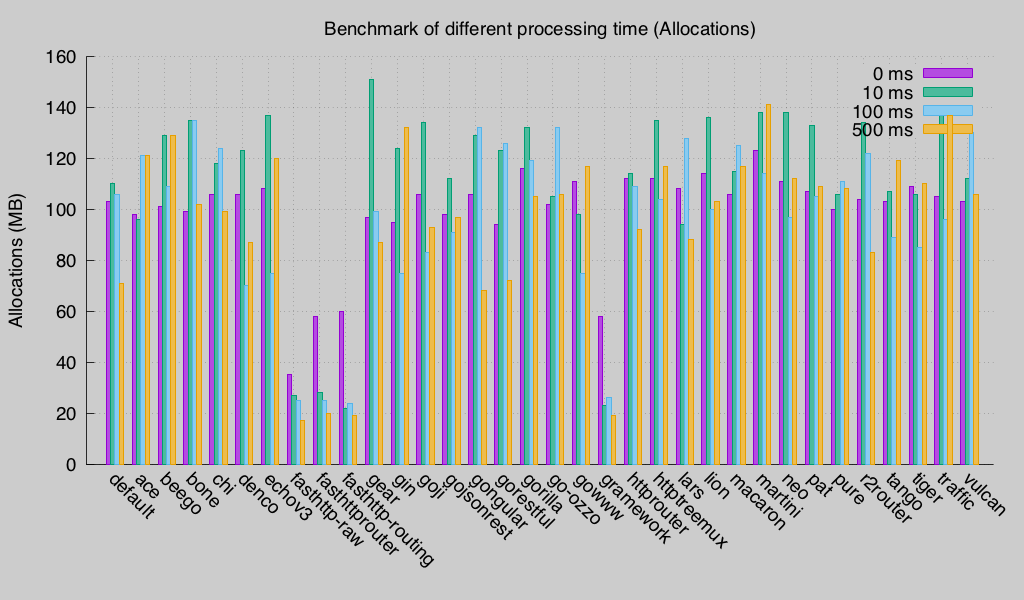 Benchmark of different processing time (Allocations)
160
140
120
100
80
60
40
20
0
Allocations (MB)
0 ms
10 ms
100 ms
500 ms
default
ace
beego
bone
chi
denco
echov3
fasthttp-raw
fasthttprouter
fasthttp-routing
gear
gin
goji
gojsonrest
gongular
gorestful
gorilla
go-ozzo
gowww
gramework
httprouter
httptreemux
lars
lion
macaron
martini
neo
pat
pure
r2router
tango
tiger
traffic
vulcan